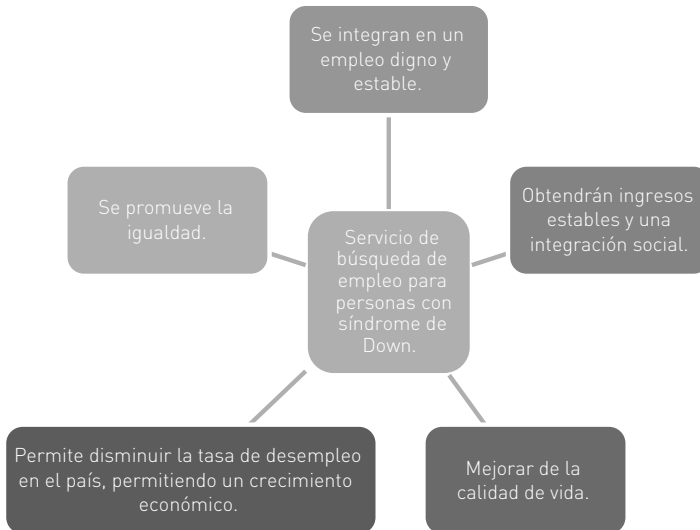 Se integran en un
empleo digno y
estable.
Se promueve la
igualdad.
Obtendrán ingresos
estables y una
integración social.
Servicio de
búsqueda de
empleo para
personas con
síndrome de
Down.
Permite disminuir la tasa de desempleo
en el país, permitiendo un crecimiento
económico.
Mejorar de la
calidad de vida.